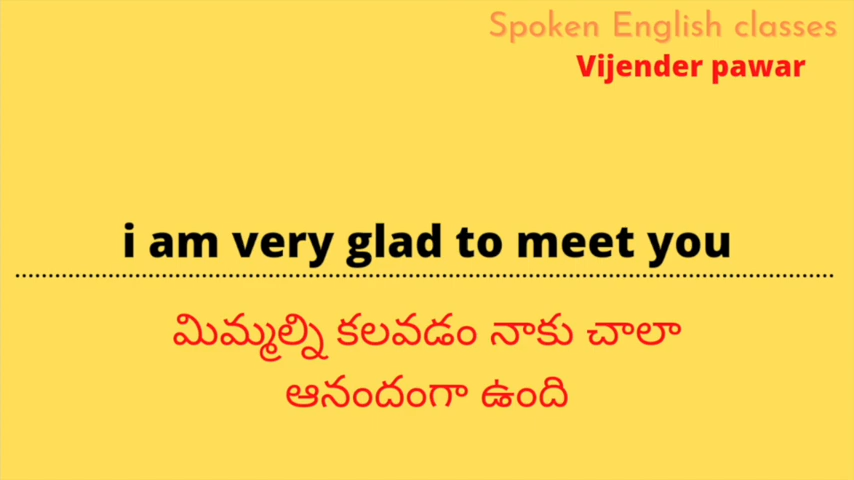 Spoken English classes
Vijender pawar
i am very glad to meet you
మిమ్మల్ని కలవడం నాకు చాలా
ఆనందంగా ఉంది